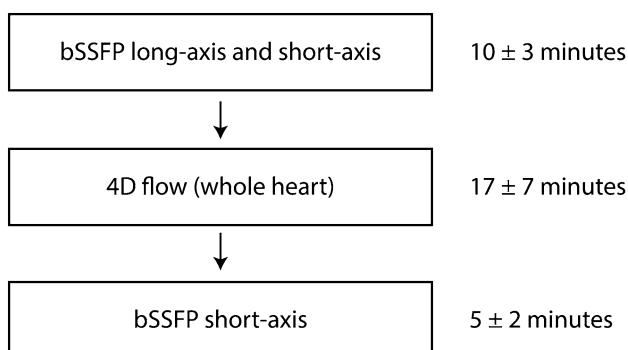 bSSFP long-axis and short-axis 10 ± 3 minutes
4D flow (whole heart) 17 ± 7 minutes
bSSFP short-axis 5 ± 2 minutes